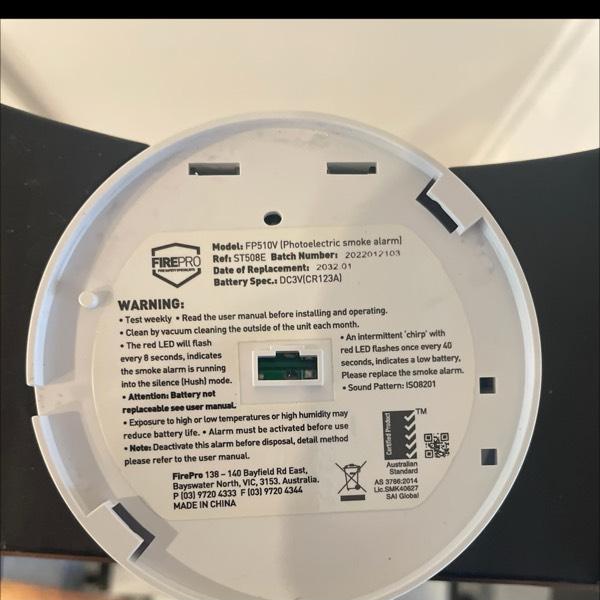 FIREPRO
FIRE SAFETY SPECIALISTS
Model: FP510V (Photoelectric smoke alarm)
Ref: ST508E Batch Number: 2022012103
Date of Replacement: 2032 01
Battery Spec.: DC3V(CR123A)
WARNING:
• Test weekly • Read the user manual before installing and operating.
• Clean by vacuum cleaning the outside of the unit each month.
• The red LED will flash
every 8 seconds, indicates
the smoke alarm is running
into the silence (Hush) mode.
• Attention: Battery not
replaceable see user manual.
• An intermittent 'chirp' with
red LED flashes once every 40
seconds, indicates a low battery,
Please replace the smoke alarm.
• Sound Pattern: ISO8201
• Exposure to high or low temperatures or high humidity may
reduce battery life. • Alarm must be activated before use
• Note: Deactivate this alarm before disposal, detail method
please refer to the user manual.
FirePro 138 – 140 Bayfield Rd East,
Bayswater North, VIC, 3153. Australia.
P (03) 9720 4333 F (03) 9720 4344
MADE IN CHINA
Certified Product
TM
Australian
Standard
AS 3786:2014
Lic.SMK40627
SAI Global